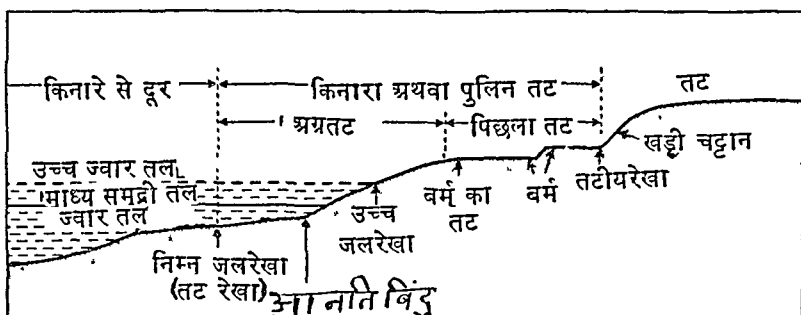 किनारे से दूर
किनारा अथवा पुलिन तट
तट
अग्रतट
पिछला तट
खड़ी चट्टान
उच्च ज्वार तल
माध्य समद्री तल
ज्वार तल
उच्च
जलरेखा
बर्म का
तट
बर्म
तटीयरेखा
निम्न जलरेखा
(तट रेखा)
आनति बिंदु